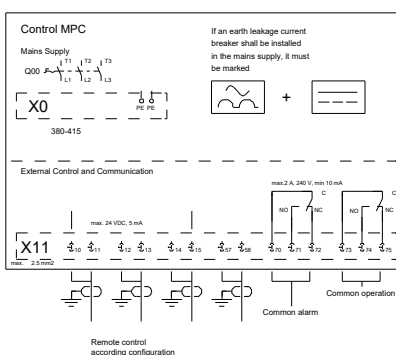 Control MPC
Mains Supply
T1 T2 T3
Q00
L1 L2 L3
X0
PE PE
380-415
If an earth leakage current
breaker shall be installed
in the mains supply, it must
be marked
+
External Control and Communication
max. 24 VDC, 5 mA
max.2 A, 240 V, min 10 mA
C C
NO NC NO NC
X11
10 11 12 13 14 15 57 58 70 71 72 73 74 75
max. 2.5 mm2
Common operation
Common alarm
Remote control
according configuration